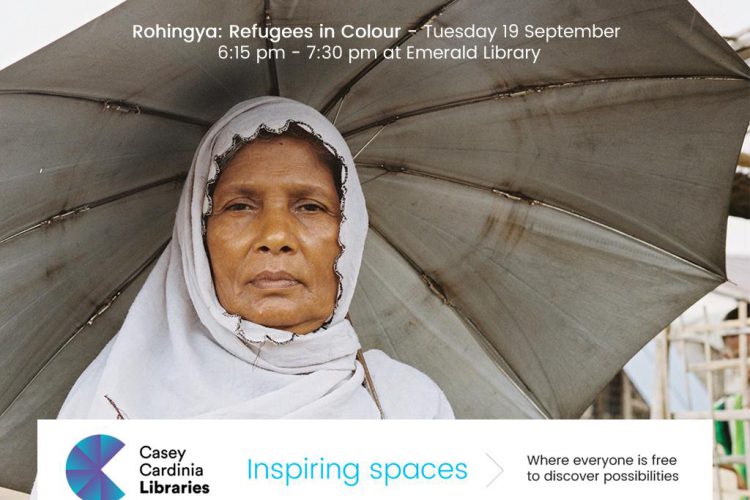 Rohingya: Refugees in Colour - Tuesday 19 September
6:15 pm - 7:30 pm at Emerald Library
Casey
Cardinia
Libraries
Inspiring spaces
Where everyone is free
to discover possibilities